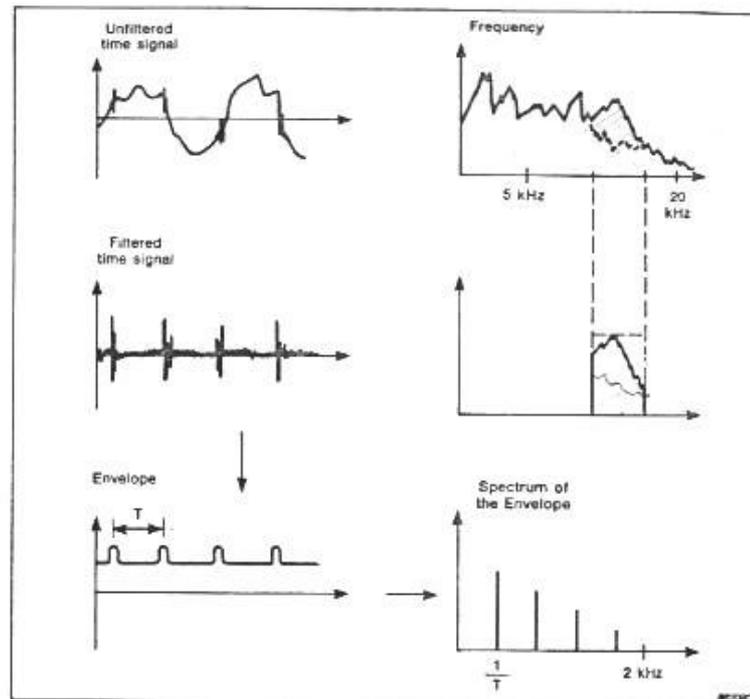 Unfiltered
time signal
Frequency
5 kHz
20
kHz
Filtered
time signal
Envelope
T
Spectrum of
the Envelope
1
T
2 kHz